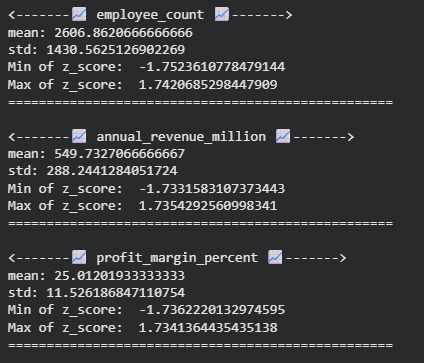 <-------📈 employee_count 📈------->
mean: 2606.8620666666666
std: 1430.5625126902269
Min of z_score:  -1.7523610778479144
Max of z_score:  1.7420685298447909
==================================================
<-------📈 annual_revenue_million 📈------->
mean: 549.7327066666667
std: 288.2441284051724
Min of z_score:  -1.7331583107373443
Max of z_score:  1.7354292560998341
==================================================
<-------📈 profit_margin_percent 📈------->
mean: 25.01201933333333
std: 11.526186847110754
Min of z_score:  -1.7362220132974595
Max of z_score:  1.7341364435435138
==================================================